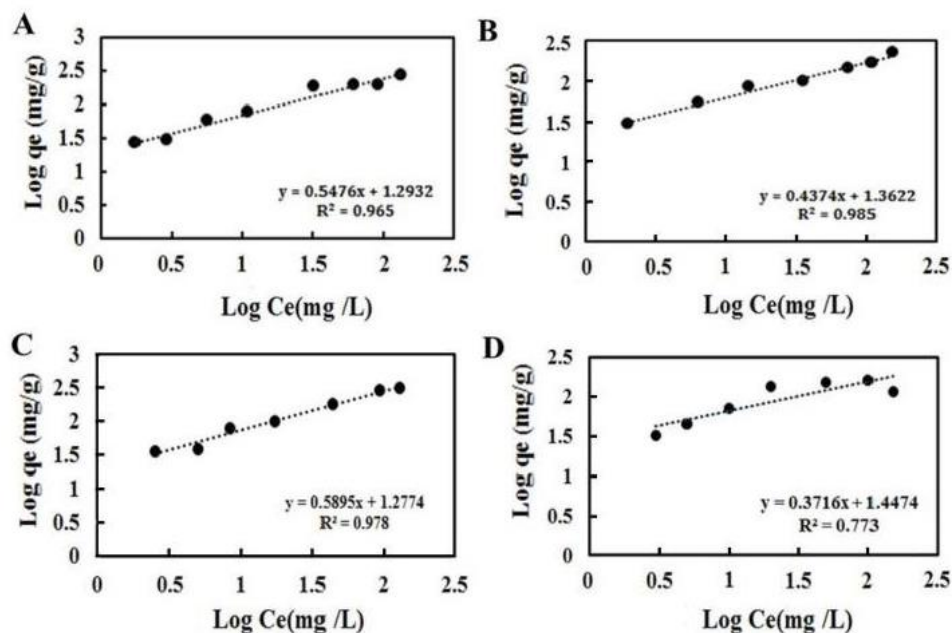 A
Log qe (mg/g)
3
2.5
2
1.5
1
0.5
0
y = 0.5476x + 1.2932
R² = 0.965
0 0.5 1 1.5 2 2.5
Log Ce(mg /L)
B
Log qe (mg/g)
2.5
2
1.5
1
0.5
0
y = 0.4374x + 1.3622
R² = 0.985
0 0.5 1 1.5 2 2.5
Log Ce(mg /L)
C
Log qe (mg/g)
3
2.5
2
1.5
1
0.5
0
y = 0.5895x + 1.2774
R² = 0.978
0 0.5 1 1.5 2 2.5
Log Ce(mg /L)
D
Log qe (mg/g)
2.5
2
1.5
1
0.5
0
y = 0.3716x + 1.4474
R² = 0.773
0 0.5 1 1.5 2 2.5
Log Ce(mg /L)